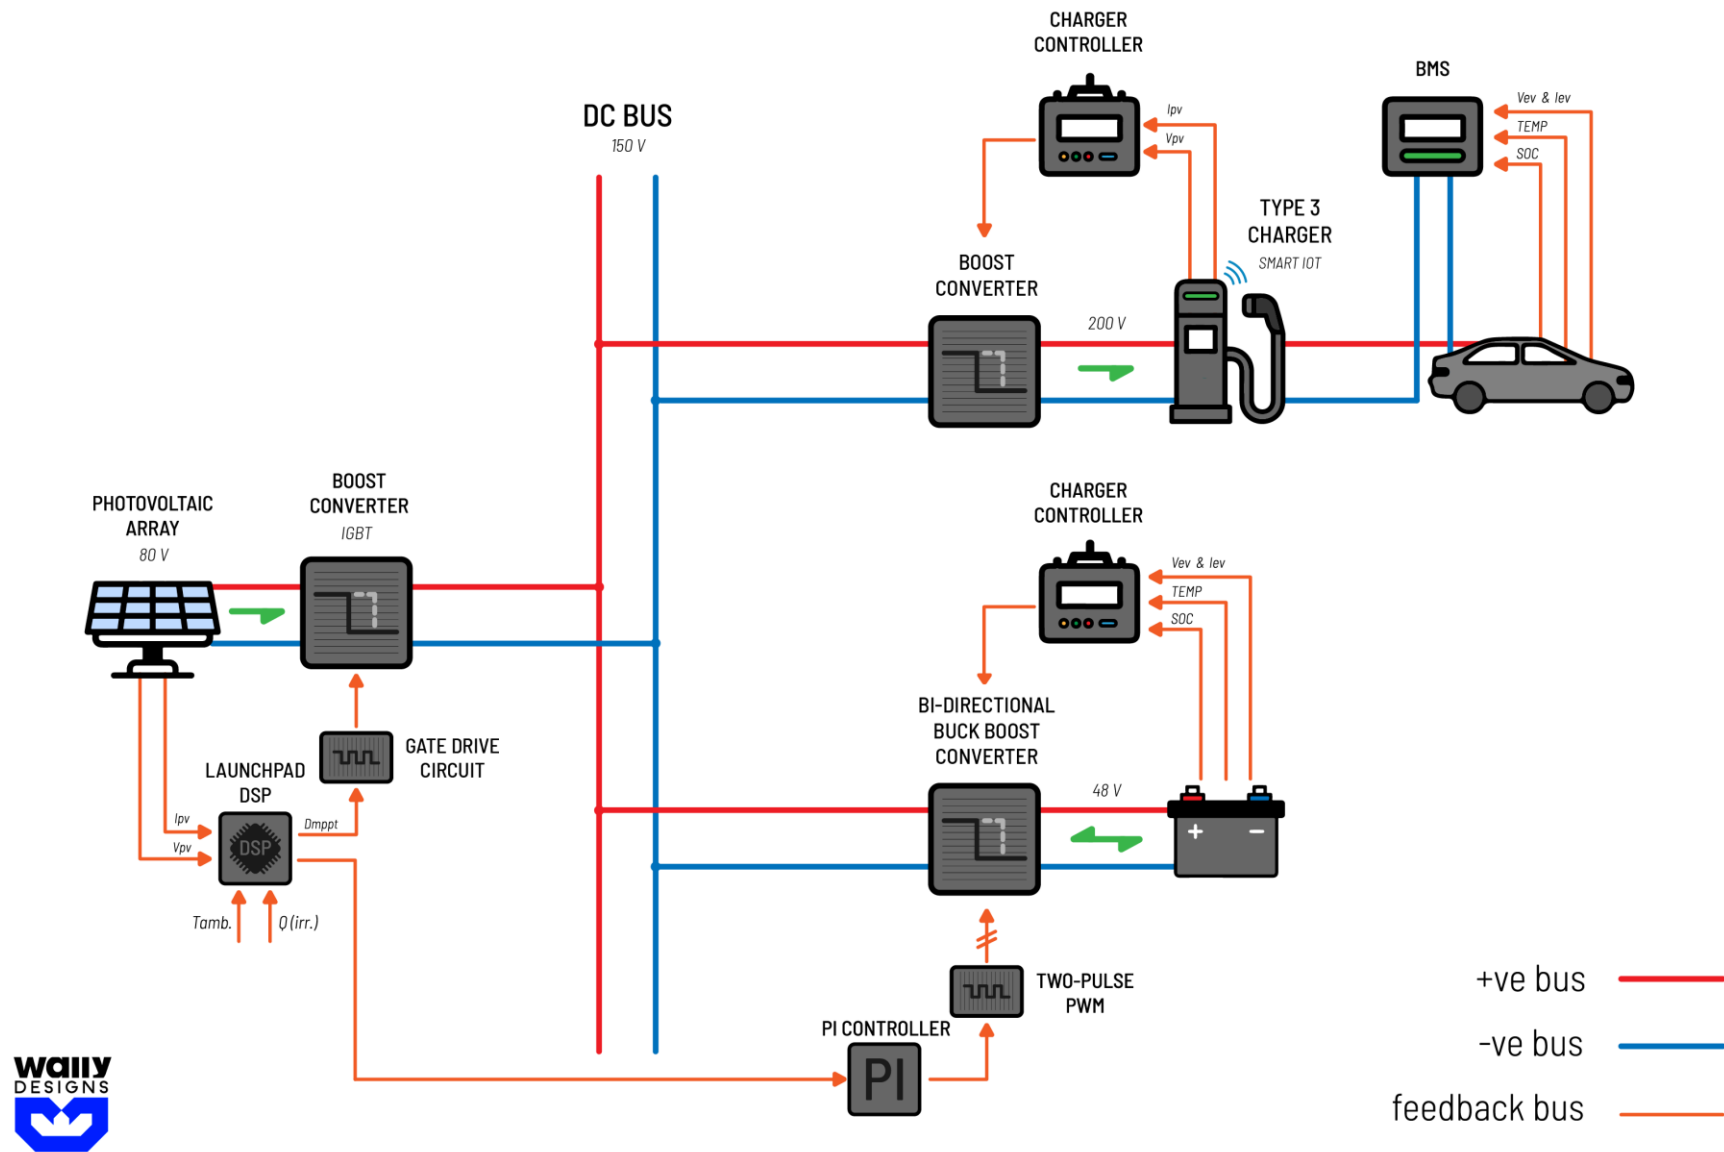 CHARGER
CONTROLLER
BMS
Vev & Iev
TEMP
SOC
Ipv
Vpv
DC BUS
150 V
TYPE 3
CHARGER
SMART IOT
BOOST
CONVERTER
200 V
BOOST
CONVERTER
IGBT
PHOTOVOLTAIC
ARRAY
80 V
CHARGER
CONTROLLER
Vev & Iev
TEMP
SOC
BI-DIRECTIONAL
BUCK BOOST
CONVERTER
48 V
+ −
GATE DRIVE
CIRCUIT
LAUNCHPAD
DSP
Ipv
Vpv
DSP
Dmppt
Tamb.
Q (irr.)
TWO-PULSE
PWM
PI CONTROLLER
PI
+ve bus
-ve bus
feedback bus
wally
DESIGNS